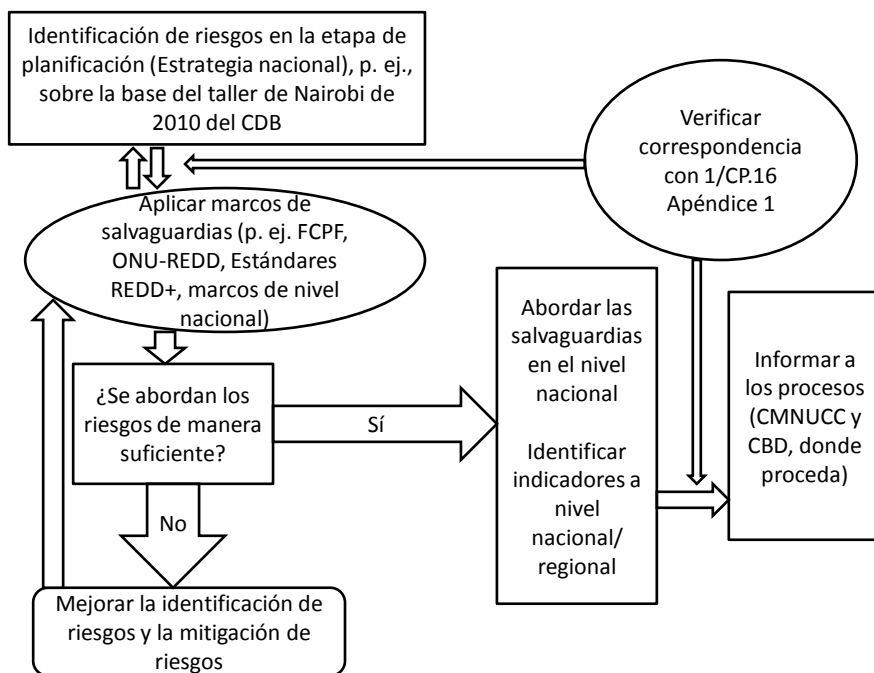 Identificación de riesgos en la etapa de
planificación (Estrategia nacional), p. ej.,
sobre la base del taller de Nairobi de
2010 del CDB
Verificar
correspondencia
con 1/CP.16
Apéndice 1
Aplicar marcos de
salvaguardias (p. ej. FCPF,
ONU-REDD, Estándares
REDD+, marcos de nivel
nacional)
¿Se abordan los
riesgos de manera
suficiente?
Sí
No
Mejorar la identificación de
riesgos y la mitigación de
riesgos
Abordar las
salvaguardias
en el nivel
nacional
Identificar
indicadores a
nivel
nacional/
regional
Informar a
los procesos
(CMNUCC y
CBD, donde
proceda)